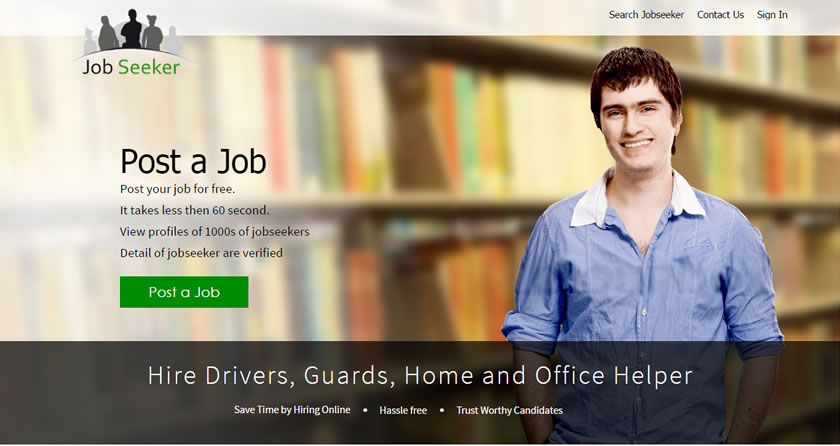 Search Jobseeker Contact Us Sign In
Job Seeker
Post a Job
Post your job for free.
It takes less then 60 second.
View profiles of 1000s of jobseekers
Detail of jobseeker are verified
Post a Job
Hire Drivers, Guards, Home and Office Helper
Save Time by Hiring Online • Hassle free • Trust Worthy Candidates